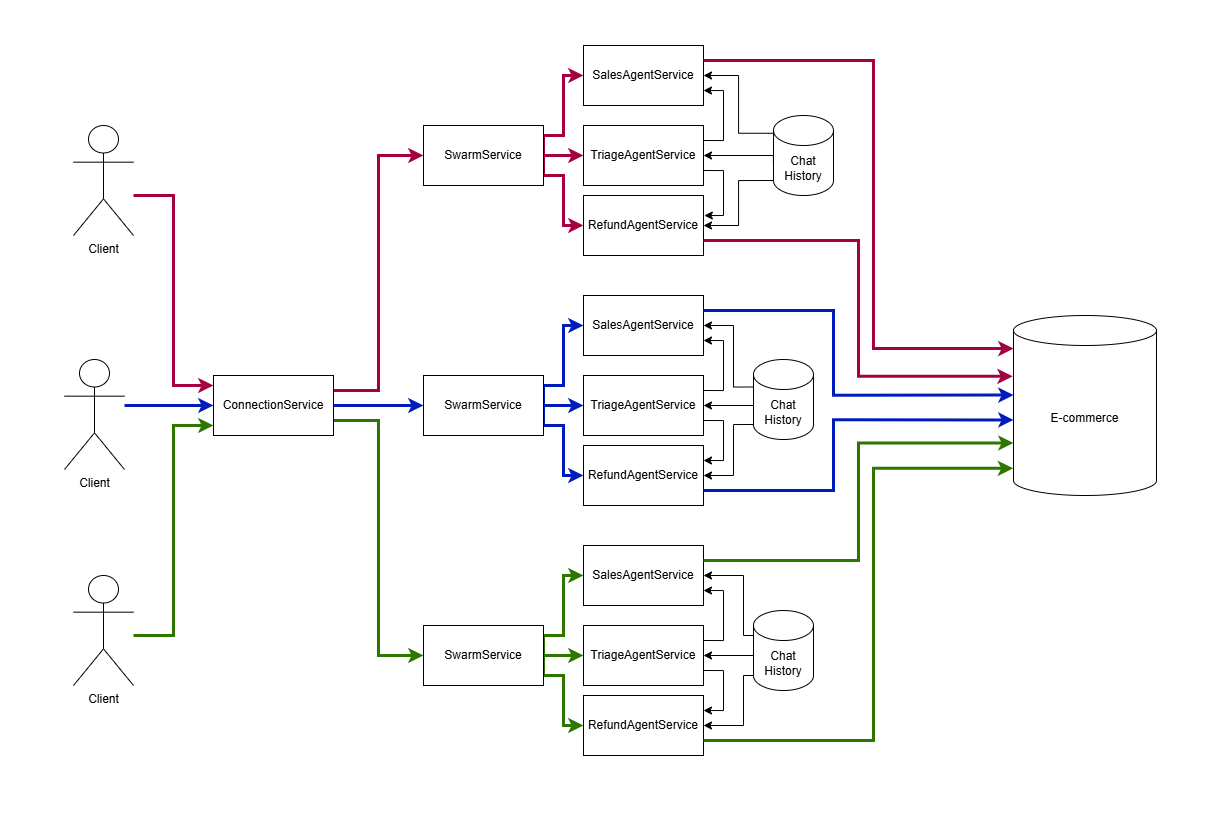 SalesAgentService
SwarmService
TriageAgentService
Chat
History
RefundAgentService
Client
SalesAgentService
ConnectionService
SwarmService
TriageAgentService
Chat
History
E-commerce
RefundAgentService
Client
SalesAgentService
SwarmService
TriageAgentService
Chat
History
RefundAgentService
Client